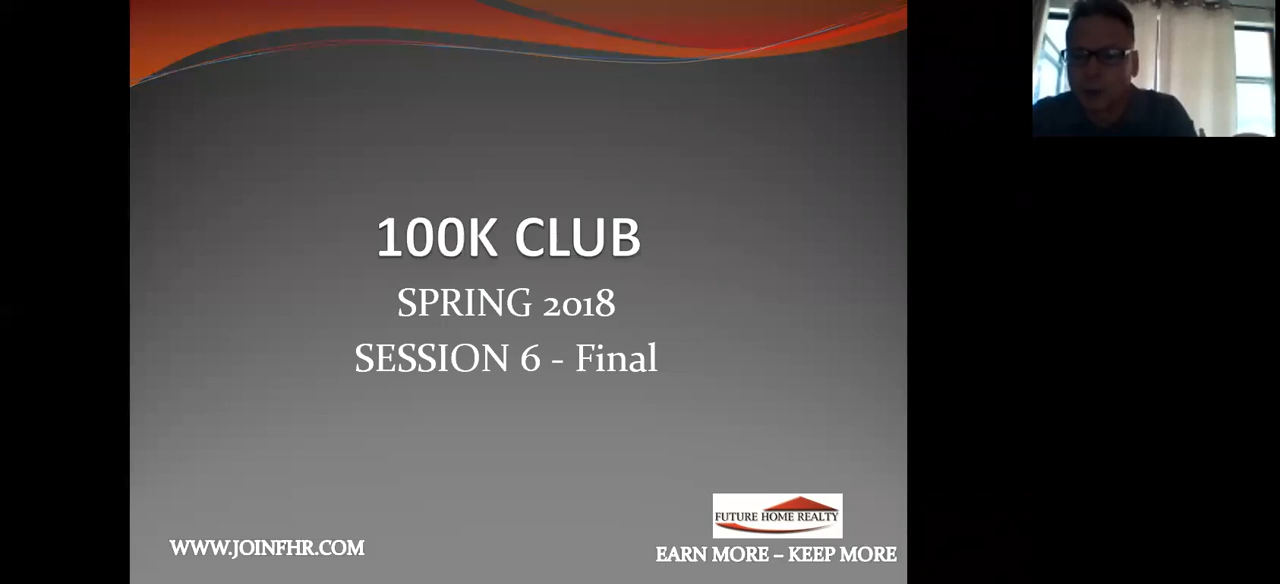 100K CLUB
SPRING 2018
SESSION 6 - Final
FUTURE HOME REALTY
WWW.JOINFHR.COM
EARN MORE – KEEP MORE